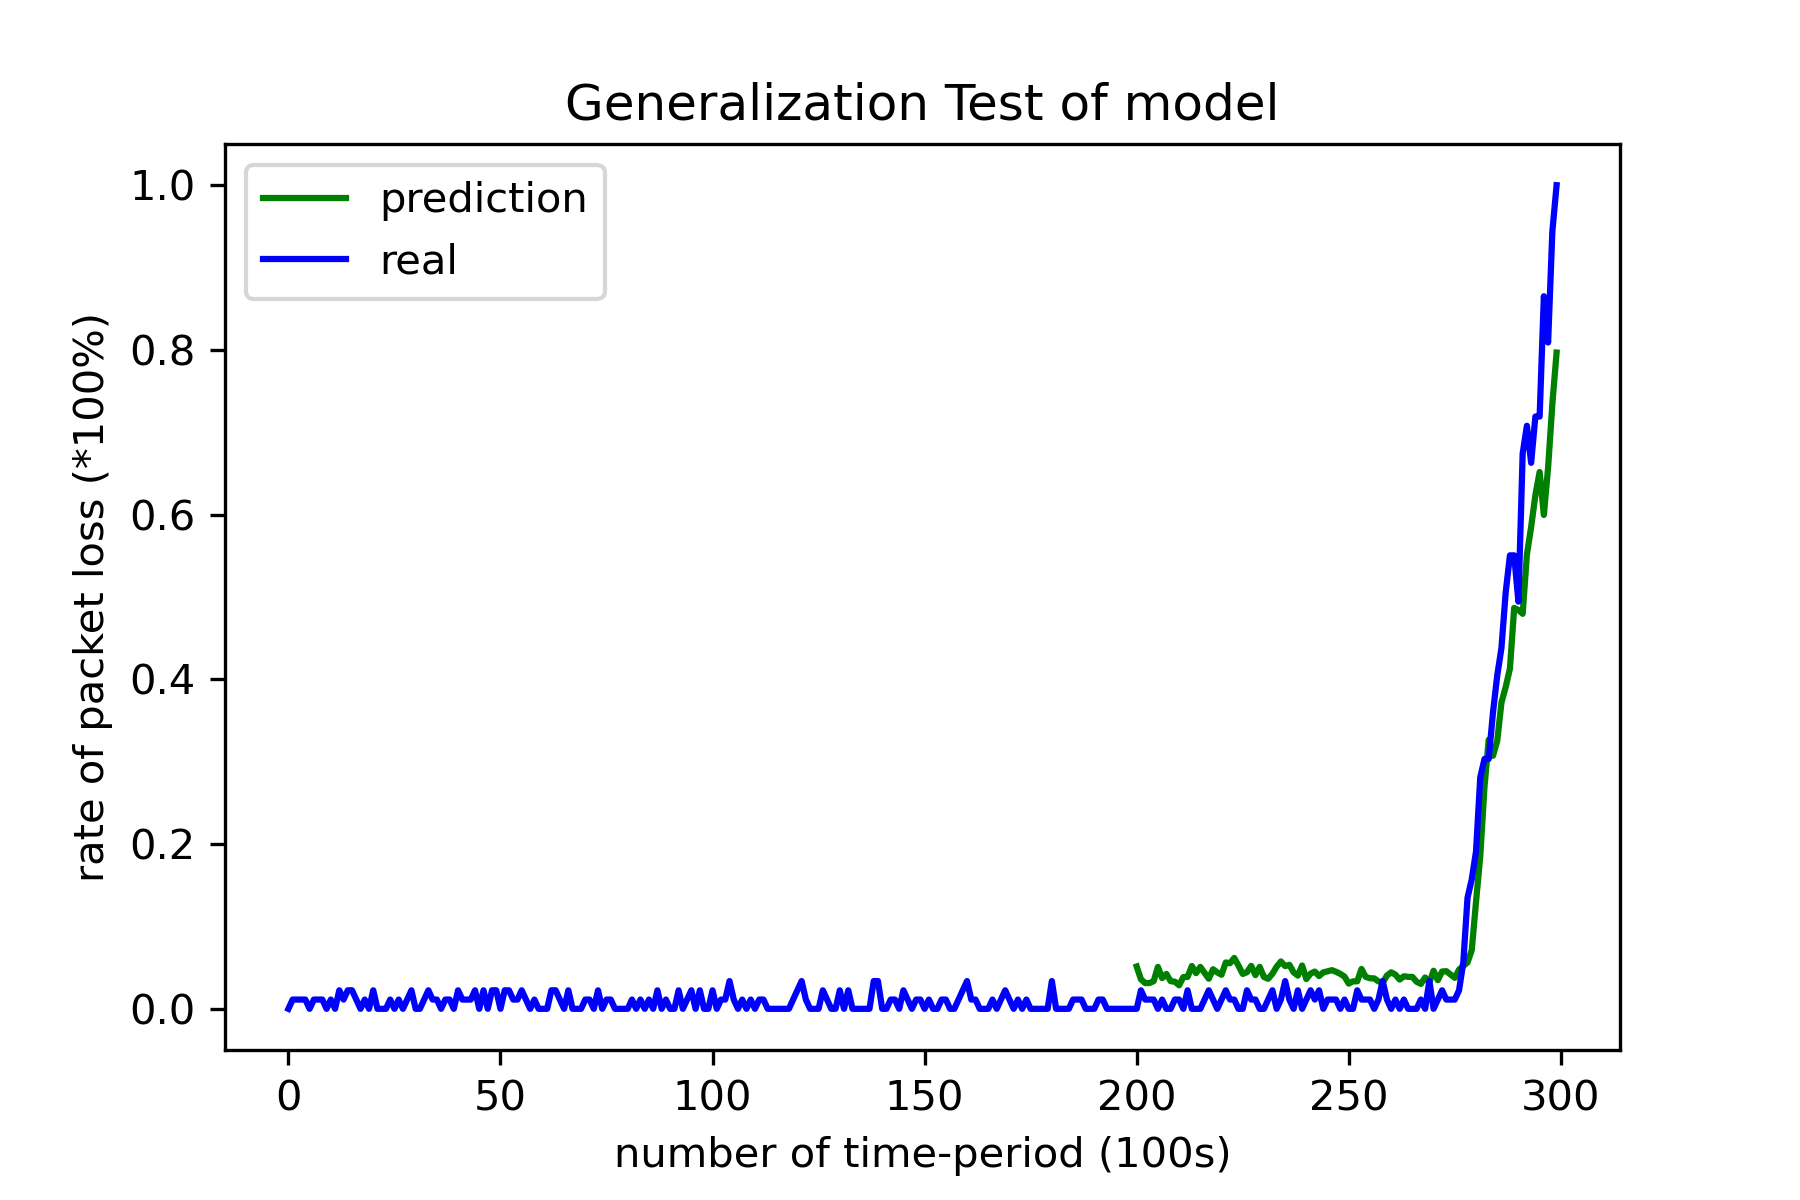 Generalization Test of model
prediction
real
rate of packet loss (*100%)
1.0
0.8
0.6
0.4
0.2
0.0
0 50 100 150 200 250 300
number of time-period (100s)